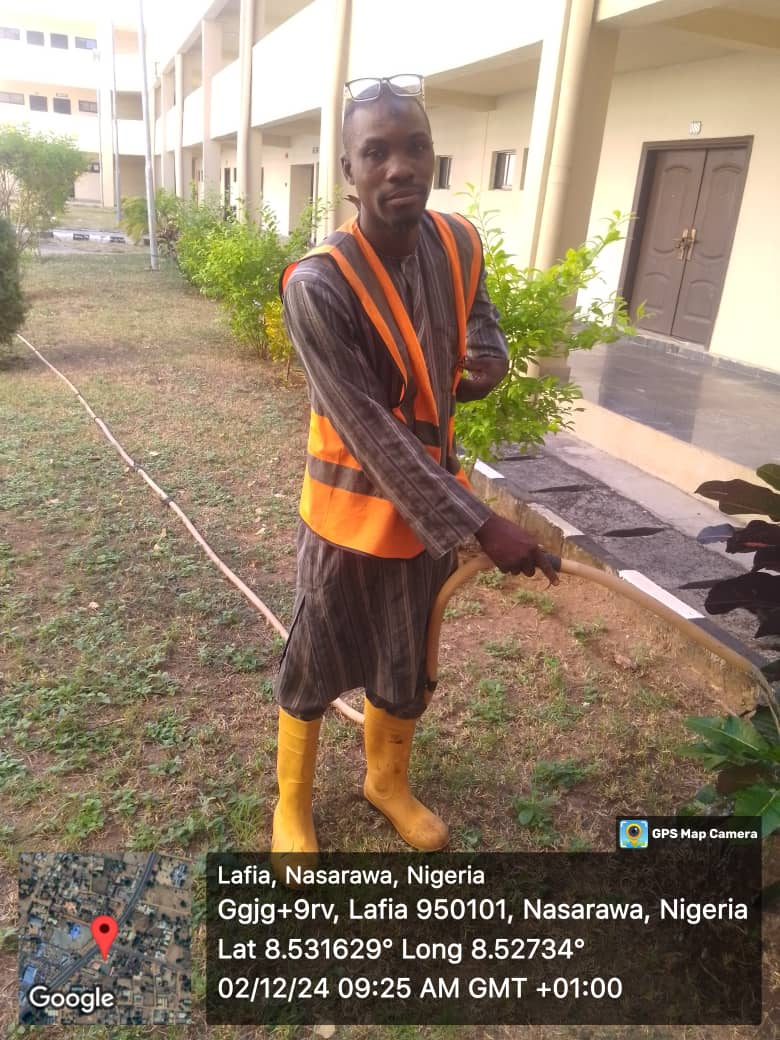 GPS Map Camera
Lafia, Nasarawa, Nigeria
Ggjg+9rv, Lafia 950101, Nasarawa, Nigeria
Lat 8.531629° Long 8.52734°
02/12/24 09:25 AM GMT +01:00
Google